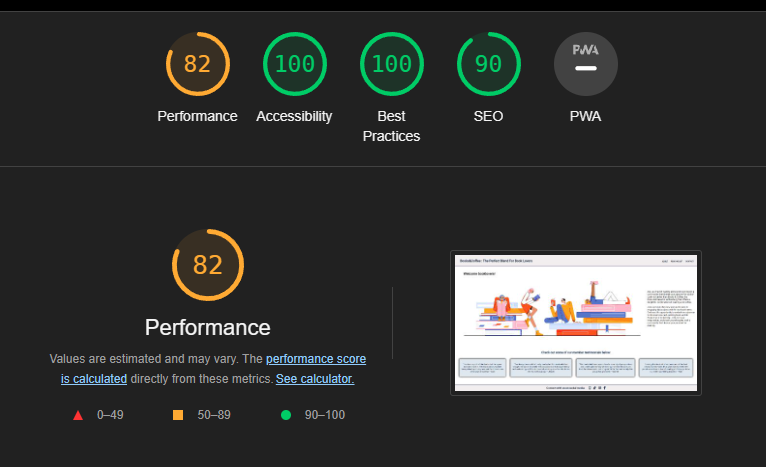 82
100
100
90
PWA
Performance
Accessibility
Best
Practices
SEO
PWA
82
Performance
Values are estimated and may vary. The performance score
is calculated directly from these metrics. See calculator.
0–49
50–89
90–100